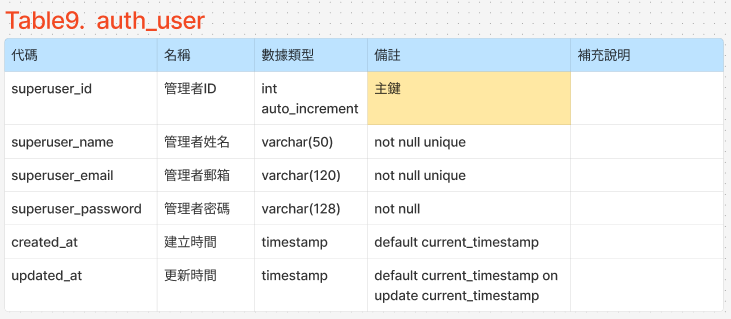 Table9. auth_user
代碼 名稱 數據類型 備註 補充說明
superuser_id 管理者ID int auto_increment 主鍵
superuser_name 管理者姓名 varchar(50) not null unique
superuser_email 管理者郵箱 varchar(120) not null unique
superuser_password 管理者密碼 varchar(128) not null
created_at 建立時間 timestamp default current_timestamp
updated_at 更新時間 timestamp default current_timestamp on update current_timestamp